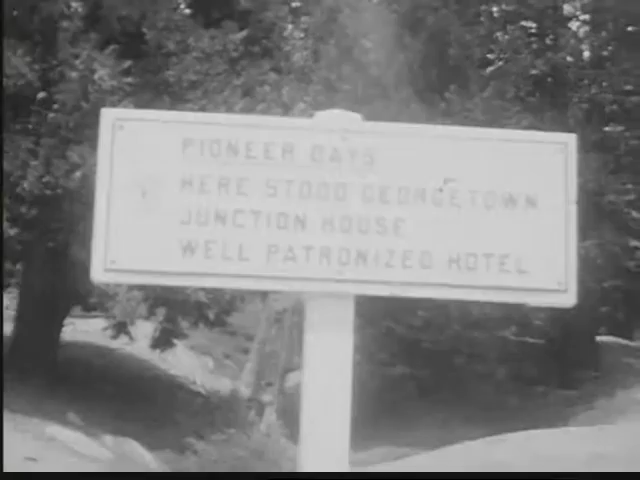 PIONEER DAYS
HERE STOOD GEORGETOWN
JUNCTION HOUSE
WELL PATRONIZED HOTEL